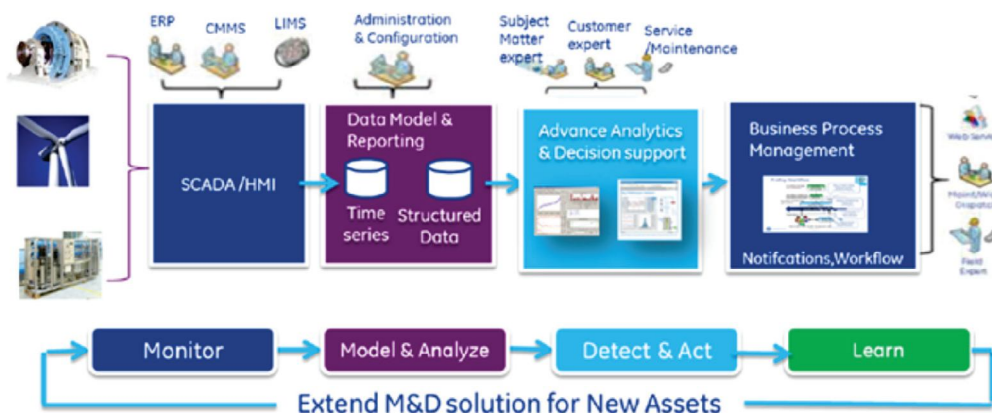 ERP
CMMS
LIMS
Administration
& Configuration
Subject
Matter
expert
Customer
expert
Service
/Maintenance
SCADA /HMI
Data Model &
Reporting
Time
series
Structured
Data
Advance Analytics
& Decision support
Business Process
Management
Notifcations,Workflow
Field
Monitor
Model & Analyze
Detect & Act
Learn
Extend M&D solution for New Assets